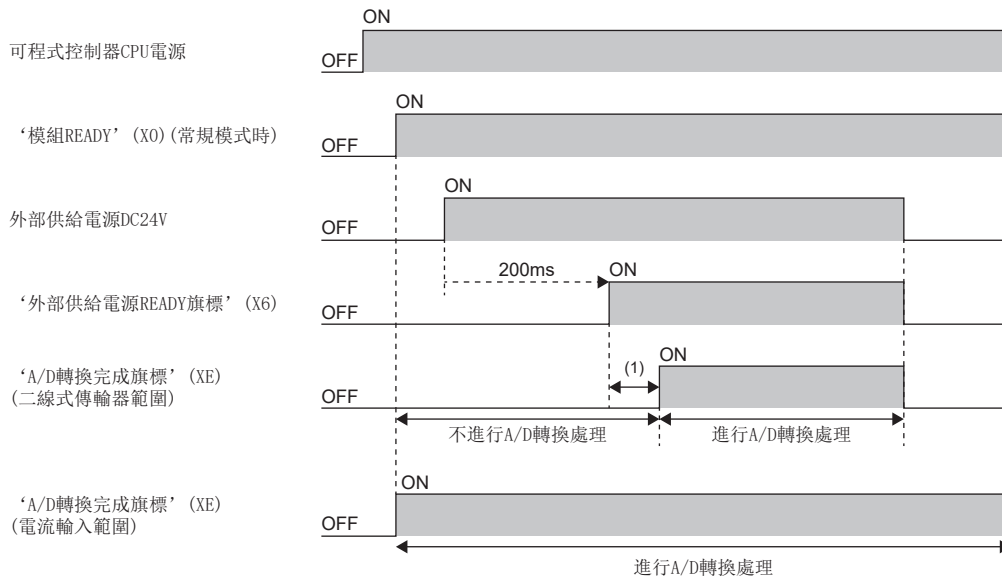 ON
可程式控制器CPU電源
OFF
ON
‘模組READY’(X0)(常規模式時)
OFF
ON
外部供給電源DC24V
OFF
200ms
ON
‘外部供給電源READY旗標’(X6)
OFF
(1)
ON
‘A/D轉換完成旗標’(XE)
(二線式傳輸器範圍)
OFF
不進行A/D轉換處理
進行A/D轉換處理
ON
‘A/D轉換完成旗標’(XE)
(電流輸入範圍)
OFF
進行A/D轉換處理